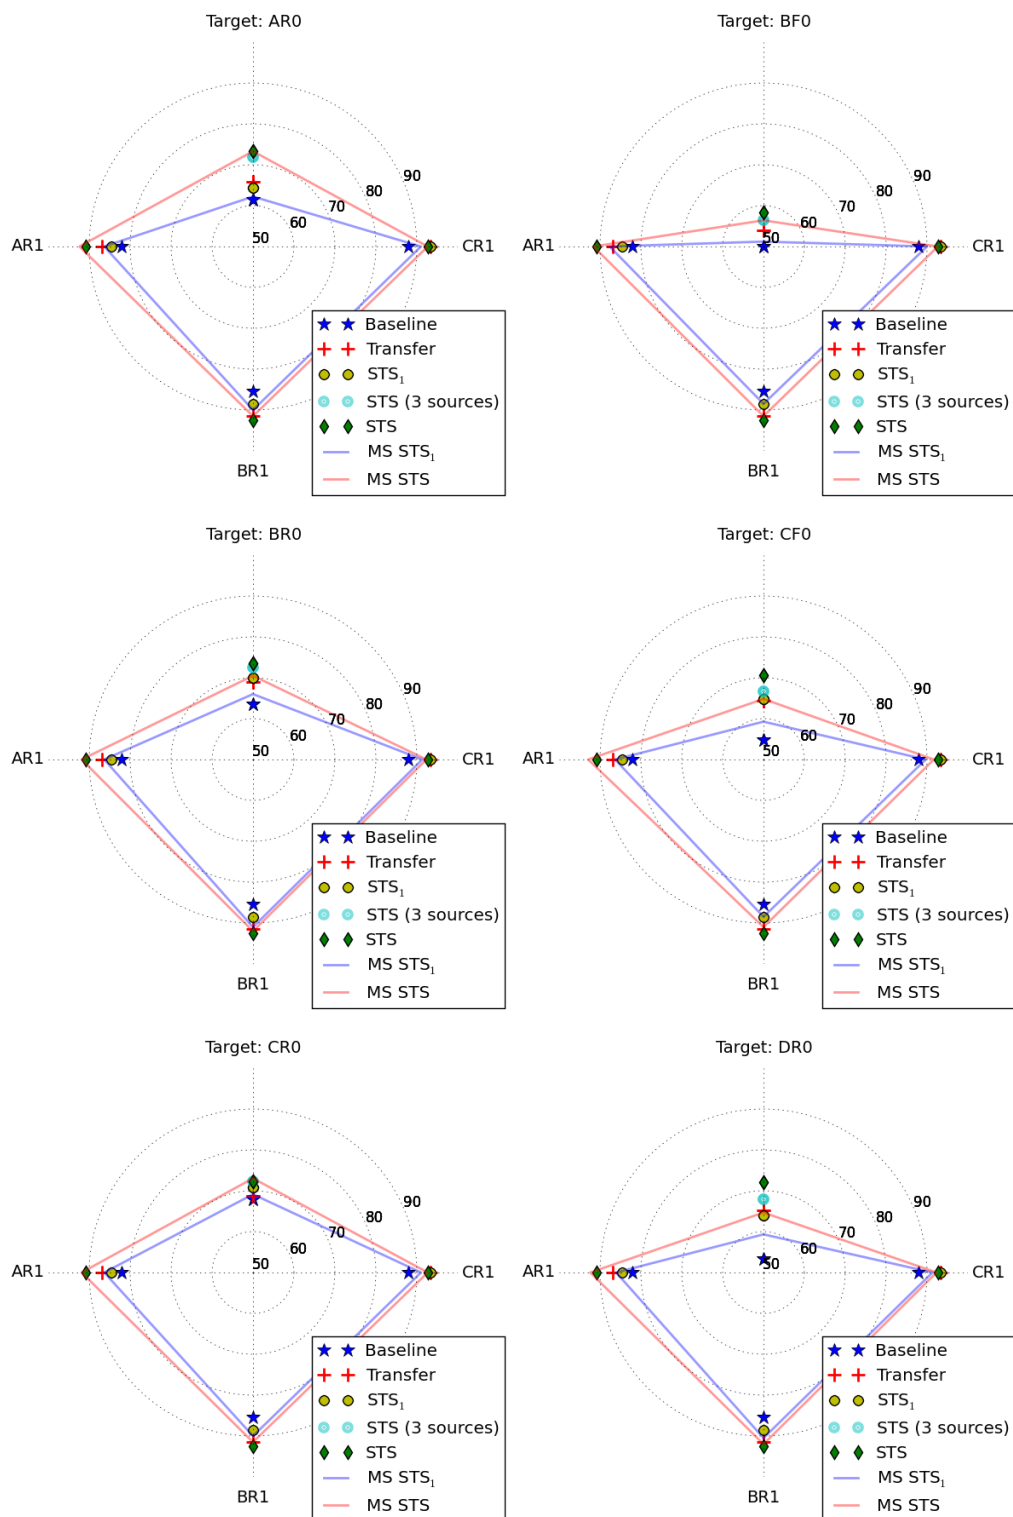 Target: AR0
90
80
70
60
50
AR1
CR1
BR1
Baseline
Transfer
STS1
STS (3 sources)
STS
MS STS1
MS STS
Target: BF0
90
80
70
60
50
AR1
CR1
BR1
Baseline
Transfer
STS1
STS (3 sources)
STS
MS STS1
MS STS
Target: BR0
90
80
70
60
50
AR1
CR1
BR1
Baseline
Transfer
STS1
STS (3 sources)
STS
MS STS1
MS STS
Target: CF0
90
80
70
60
50
AR1
CR1
BR1
Baseline
Transfer
STS1
STS (3 sources)
STS
MS STS1
MS STS
Target: CR0
90
80
70
60
50
AR1
CR1
BR1
Baseline
Transfer
STS1
STS (3 sources)
STS
MS STS1
MS STS
Target: DR0
90
80
70
60
50
AR1
CR1
BR1
Baseline
Transfer
STS1
STS (3 sources)
STS
MS STS1
MS STS